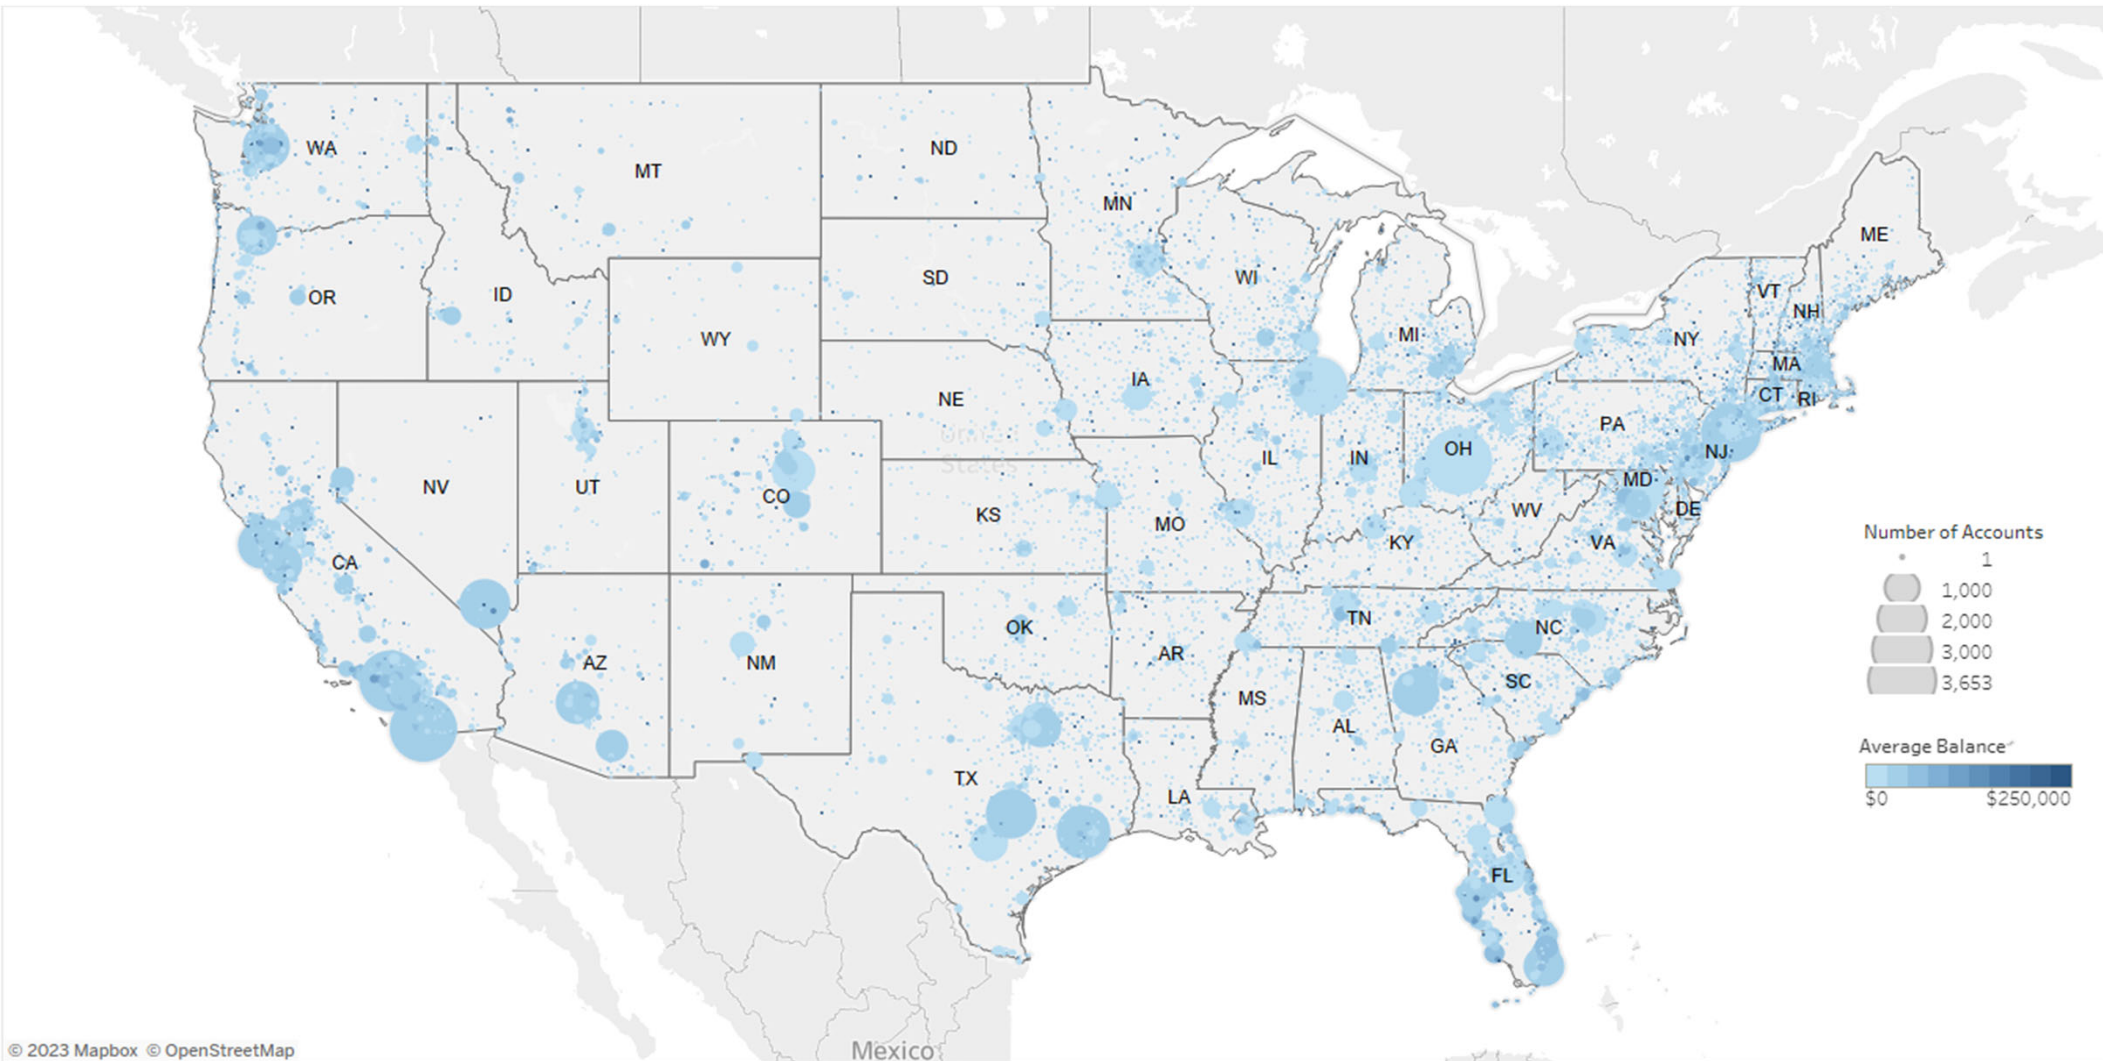 WA
MT
ND
MN
ME
OR
ID
SD
WI
VT
NH
WY
MI
NY
MA
IA
CT
RI
NE
PA
United
States
OH
NJ
NV
UT
CO
IL
IN
MD
KS
MO
WV
DE
CA
KY
VA
Number of Accounts
1
1,000
2,000
3,000
3,653
OK
TN
NC
AZ
NM
AR
SC
MS
AL
GA
TX
LA
FL
Average Balance
$0
$250,000
© 2023 Mapbox © OpenStreetMap
Mexico